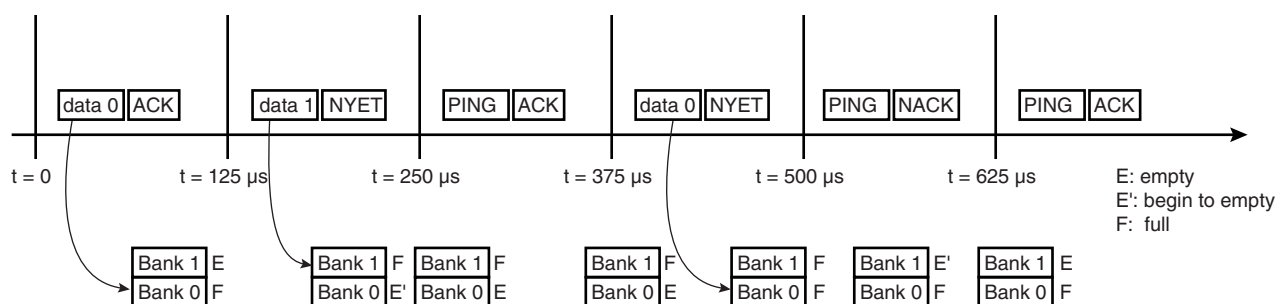 data 0 ACK data 1 NYET PING ACK data 0 NYET PING NACK PING ACK
t = 0 t = 125 μs t = 250 μs t = 375 μs t = 500 μs t = 625 μs
E: empty
E': begin to empty
F: full
Bank 1 E Bank 1 F Bank 1 F Bank 1 F Bank 1 F Bank 1 E' Bank 1 E
Bank 0 F Bank 0 E' Bank 0 E Bank 0 E Bank 0 F Bank 0 F Bank 0 F